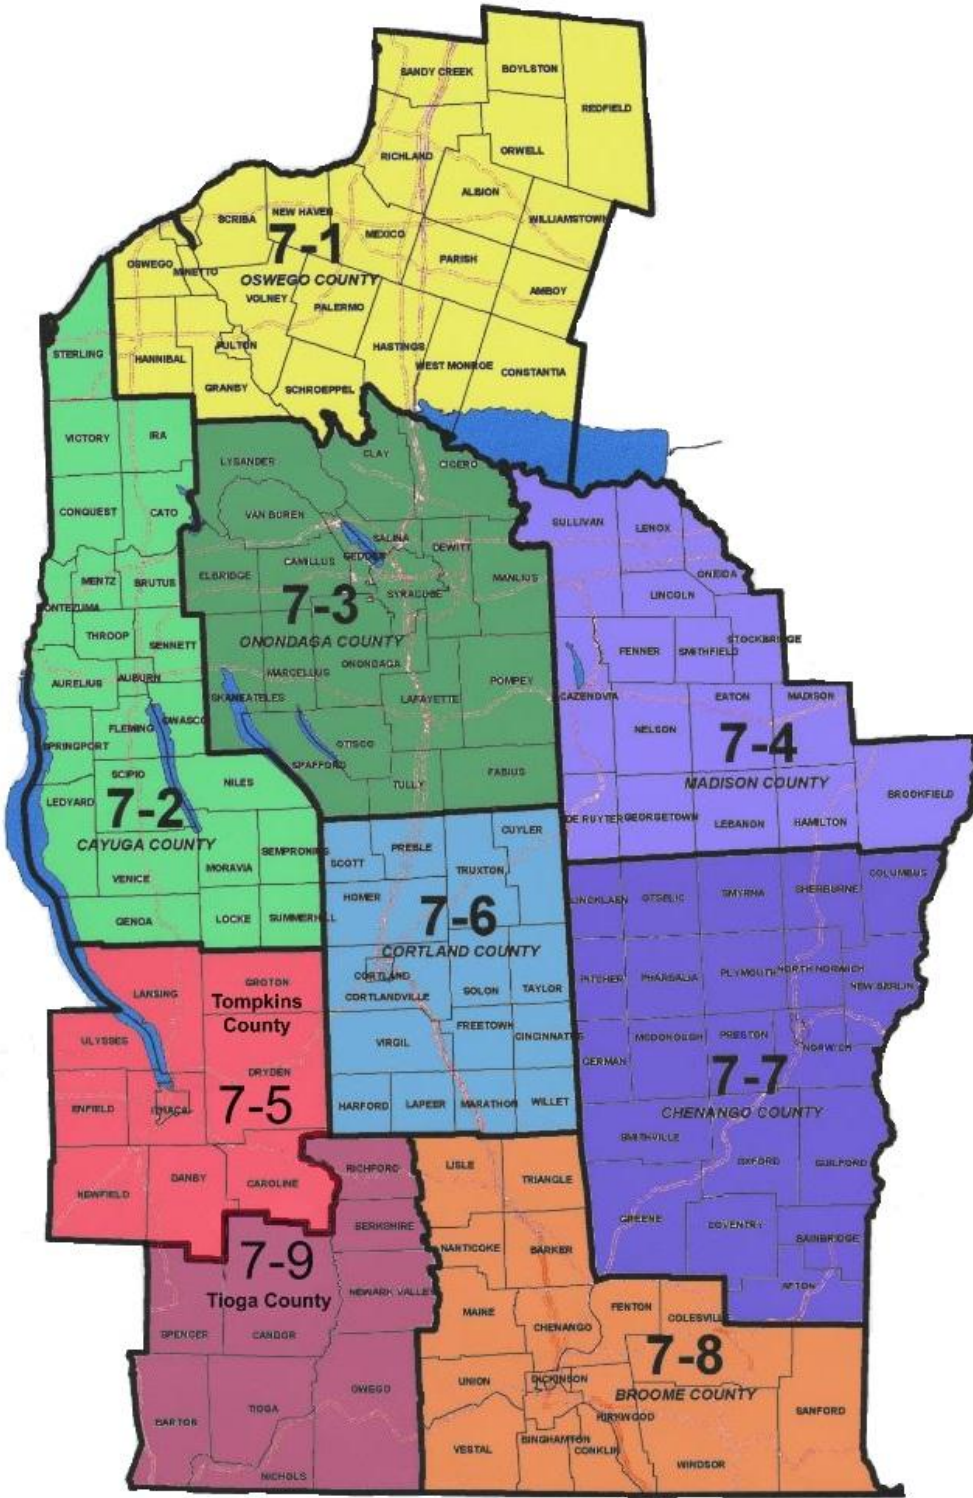 SANDY CREEK
BOYLSTON
REDFIELD
RICHLAND
ORWELL
ALBION
WILLIAMSTOWN
SCRIBA
NEW HAVEN
MEXICO
7-1
OSWEGO COUNTY
OSWEGO
MINETTO
PARISH
AMBOY
VOLNEY
PALERMO
STERLING
HANNIBAL
FULTON
HASTINGS
WEST MONROE
CONSTANTIA
GRANBY
SCHROEPPEL
VICTORY
IRA
CONQUEST
CATO
MENTZ
BRUTUS
MONTEZUMA
THROOP
SENNETT
AURELIUS
AUBURN
FLEMING
OWASCO
SPRINGPORT
SCIPIO
NILES
LEDYARD
7-2
CAYUGA COUNTY
SEMPRONIUS
MORAVIA
VENICE
GENOA
LOCKE
SUMMERHILL
LYSANDER
CLAY
CICERO
VAN BUREN
SALINA
GEDDES
DEWITT
CAMILLUS
ELBRIDGE
MANLIUS
SYRACUSE
7-3
ONONDAGA COUNTY
ONONDAGA
MARCELLUS
SKANEATELES
LAFAYETTE
POMPEY
OTISCO
SPAFFORD
TULLY
FABIUS
SULLIVAN
LENOX
ONEIDA
LINCOLN
STOCKBRIDGE
FENNER
SMITHFIELD
CAZENOVIA
EATON
MADISON
NELSON
7-4
MADISON COUNTY
BROOKFIELD
DE RUYTER
GEORGETOWN
LEBANON
HAMILTON
CUYLER
PREBLE
SCOTT
TRUXTON
HOMER
7-6
CORTLAND COUNTY
CORTLAND
CORTLANDVILLE
SOLON
TAYLOR
FREETOWN
VIRGIL
CINCINNATUS
HARFORD
LAPEER
MARATHON
WILLET
COLUMBUS
LINCKLAEN
OTSELIC
SMYRNA
SHERBURNE
PITCHER
PHARSALIA
PLYMOUTH
NORTH NORWICH
NEW BERLIN
GERMAN
MCDONOUGH
PRESTON
NORWICH
7-7
CHENANGO COUNTY
SMITHVILLE
OXFORD
GUILFORD
GREENE
COVENTRY
BAINBRIDGE
AFTON
LANSING
GROTON
Tompkins
County
ULYSSES
DRYDEN
7-5
ENFIELD
ITHACA
NEWFIELD
DANBY
CAROLINE
RICHFORD
BERKSHIRE
7-9
Tioga County
NEWARK VALLEY
SPENCER
CANDOR
OWEGO
BARTON
TIOGA
NICHOLS
LISLE
TRIANGLE
NANTICOKE
BARKER
MAINE
CHENANGO
FENTON
COLESVILL
7-8
BROOME COUNTY
UNION
DICKINSON
KIRKWOOD
SANFORD
VESTAL
BINGHAMTON
CONKLIN
WINDSOR